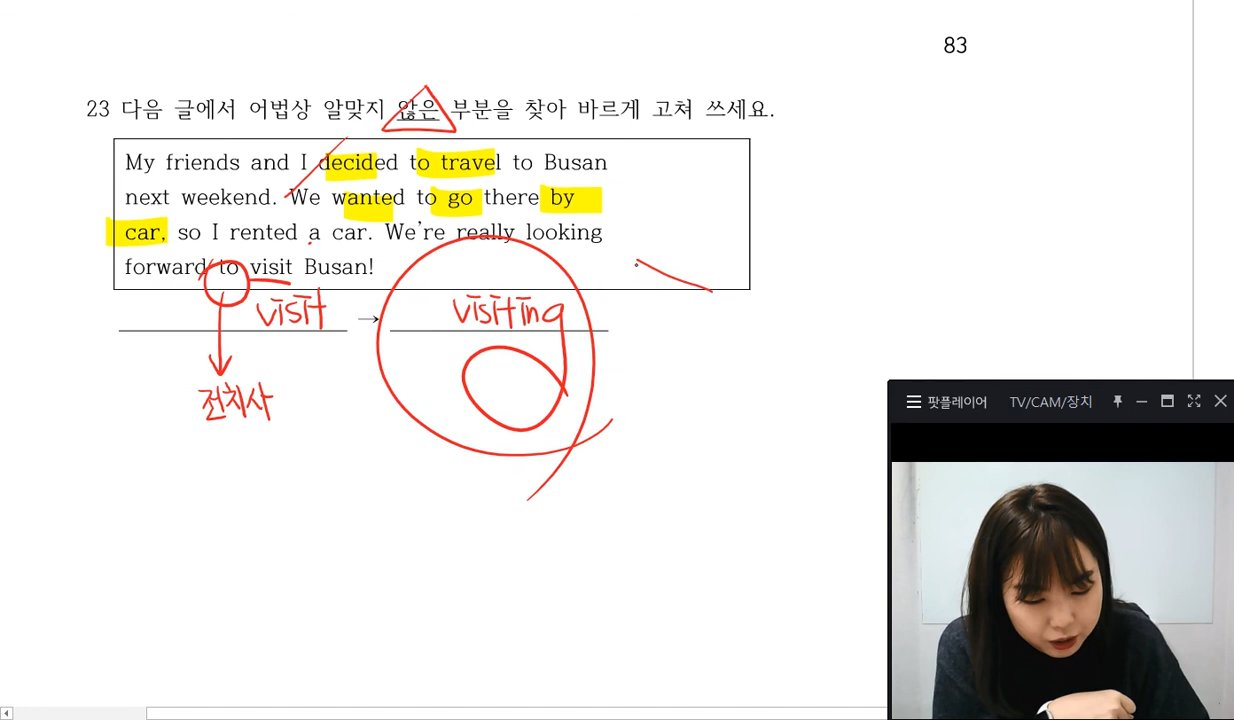 83
23 다음 글에서 어법상 알맞지 않은 부분을 찾아 바르게 고쳐 쓰세요.
My friends and I decided to travel to Busan
next weekend. We wanted to go there by
car, so I rented a car. We're really looking
forward to visit Busan!
visit → visiting
전치사
팟플레이어 TV/CAM/장치